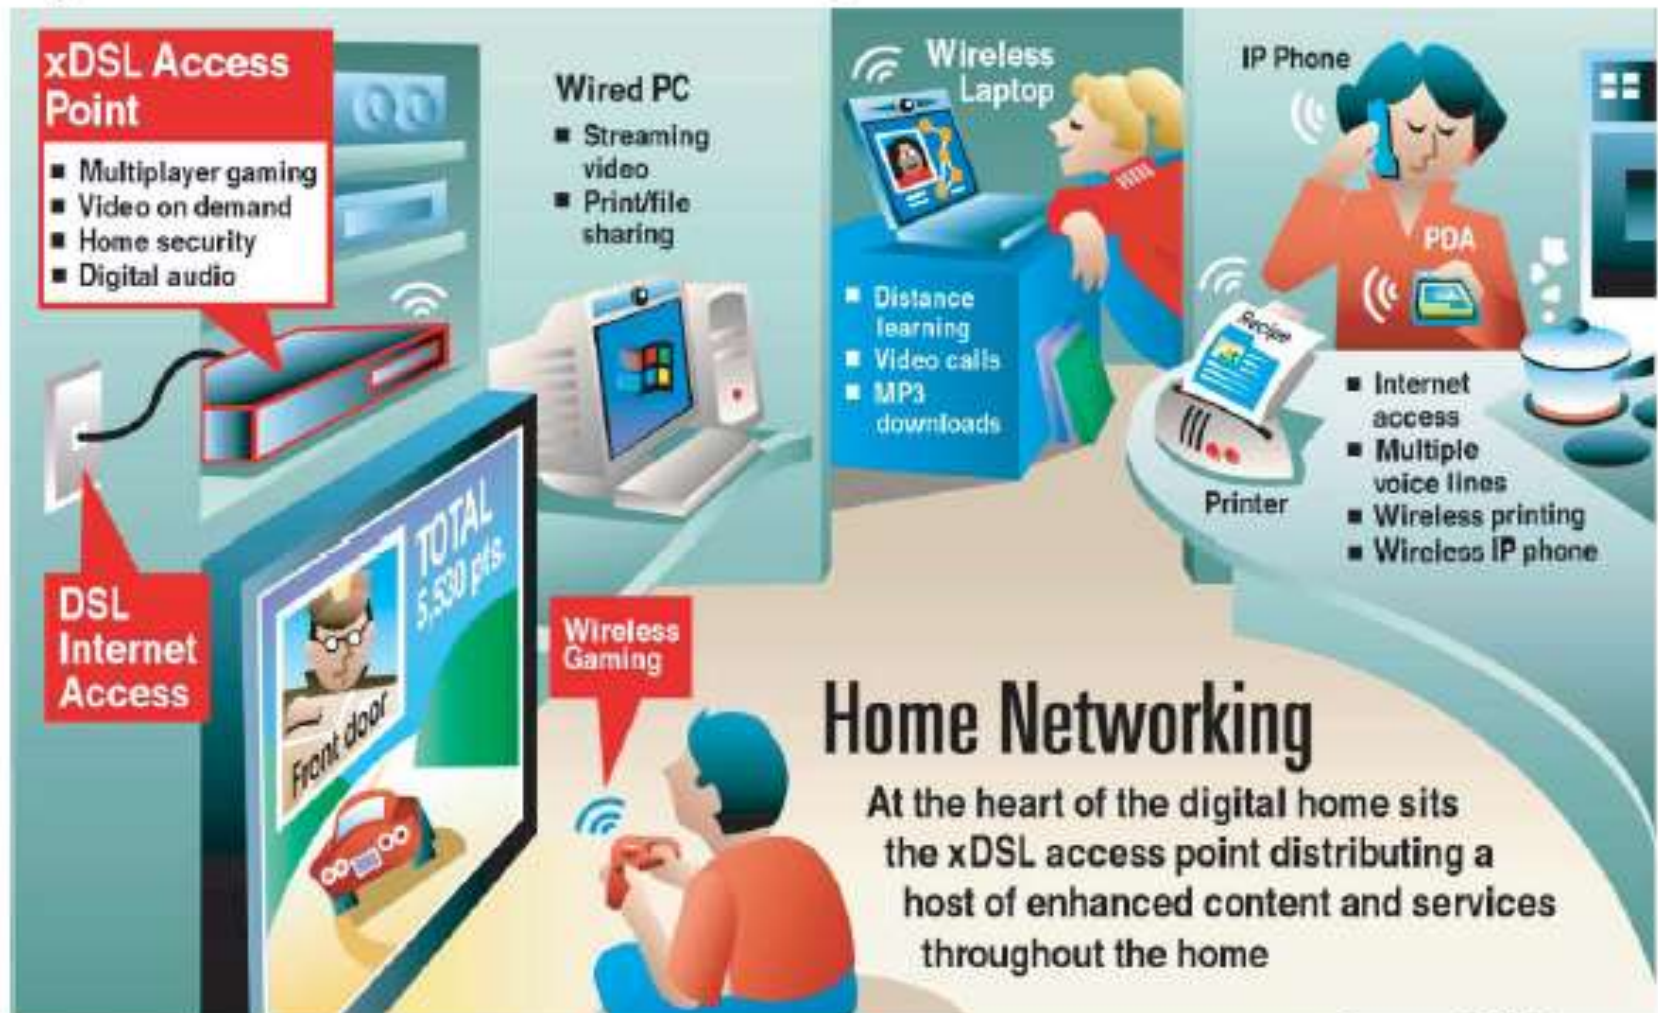 xDSL Access
Point
■ Multiplayer gaming
■ Video on demand
■ Home security
■ Digital audio
Wired PC
■ Streaming
video
■ Print/file
sharing
Wireless
Laptop
■ Distance
learning
■ Video calls
■ MP3
downloads
IP Phone
PDA
Recipe
Printer
■ Internet
access
■ Multiple
voice lines
■ Wireless printing
■ Wireless IP phone
DSL
Internet
Access
TOTAL
5,530 pts.
Front door
Wireless
Gaming
Home Networking
At the heart of the digital home sits
the xDSL access point distributing a
host of enhanced content and services
throughout the home